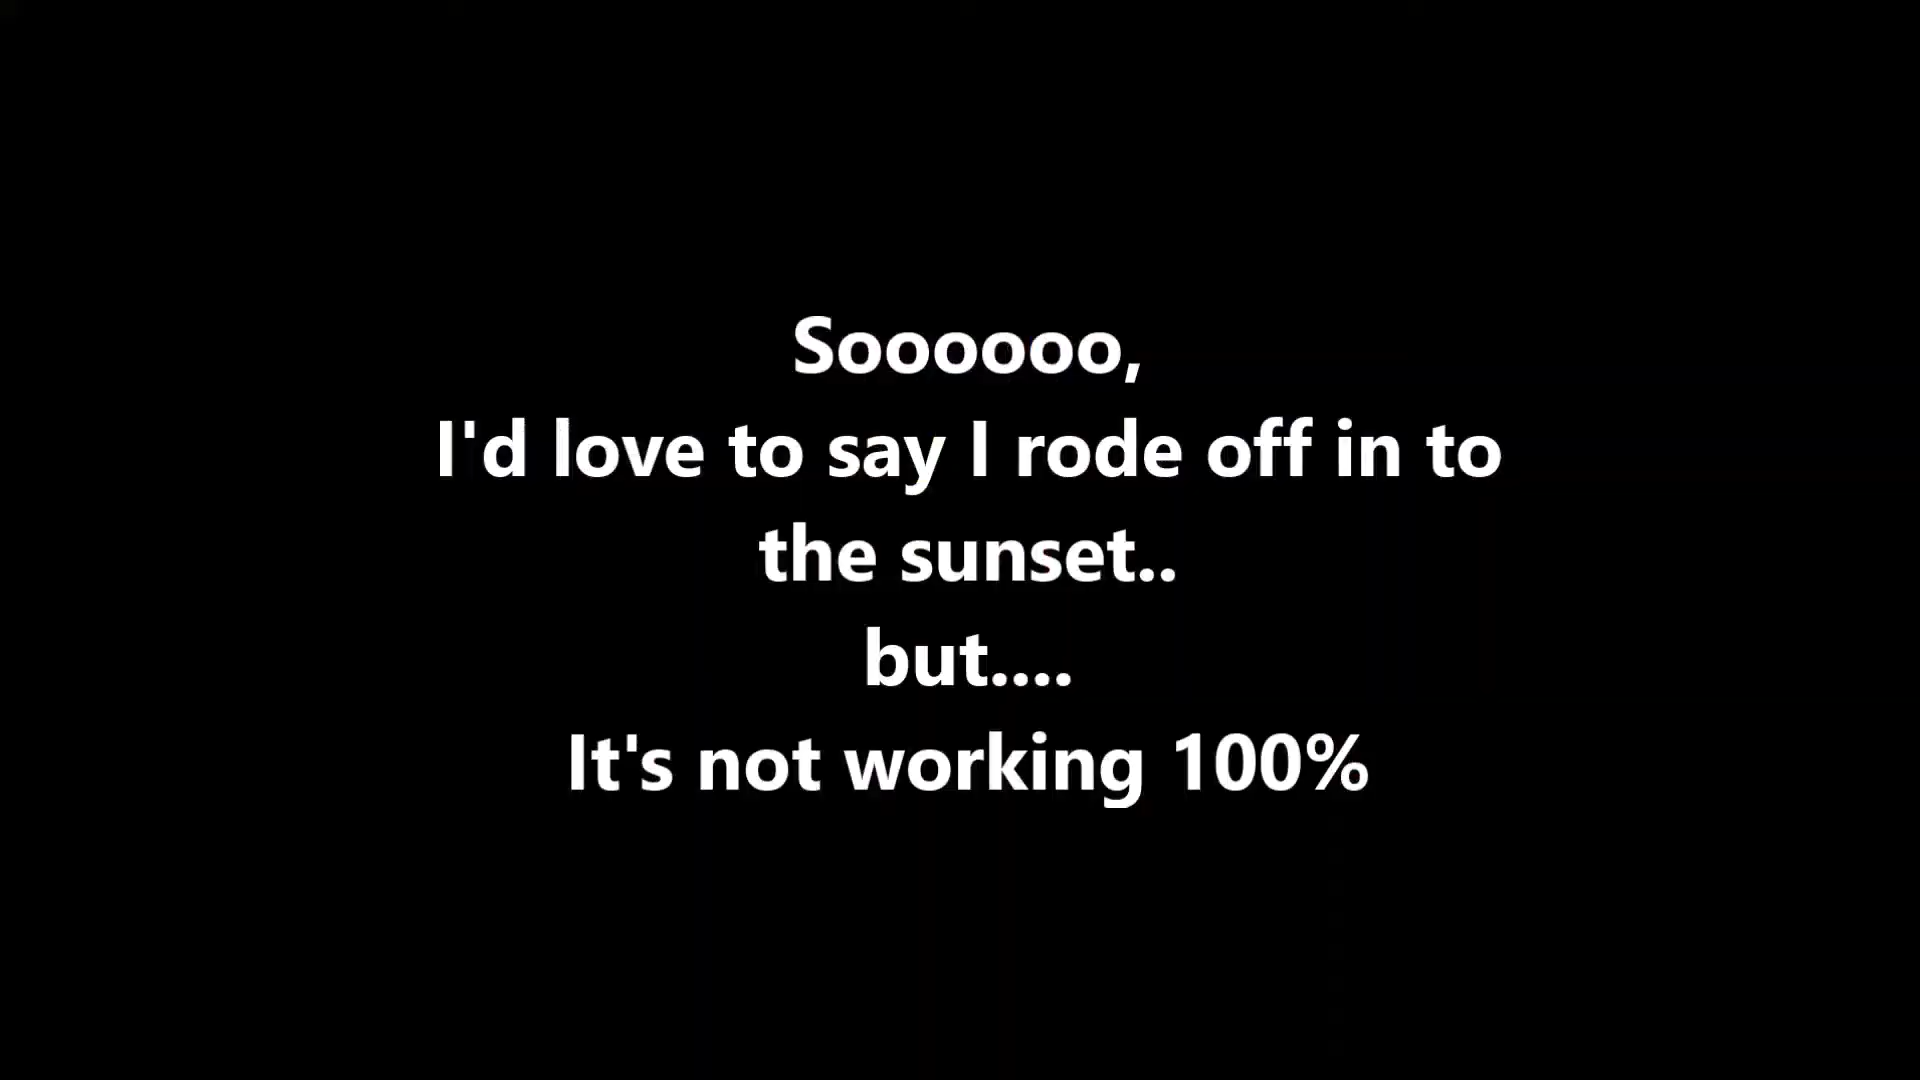 Soooooo,
I'd love to say I rode off in to
the sunset..
but....
It's not working 100%